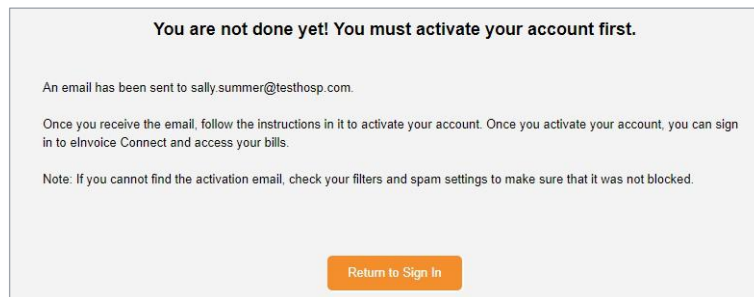 You are not done yet! You must activate your account first.
An email has been sent to sally.summer@testhosp.com.
Once you receive the email, follow the instructions in it to activate your account. Once you activate your account, you can sign
in to eInvoice Connect and access your bills.
Note: If you cannot find the activation email, check your filters and spam settings to make sure that it was not blocked.
Return to Sign In